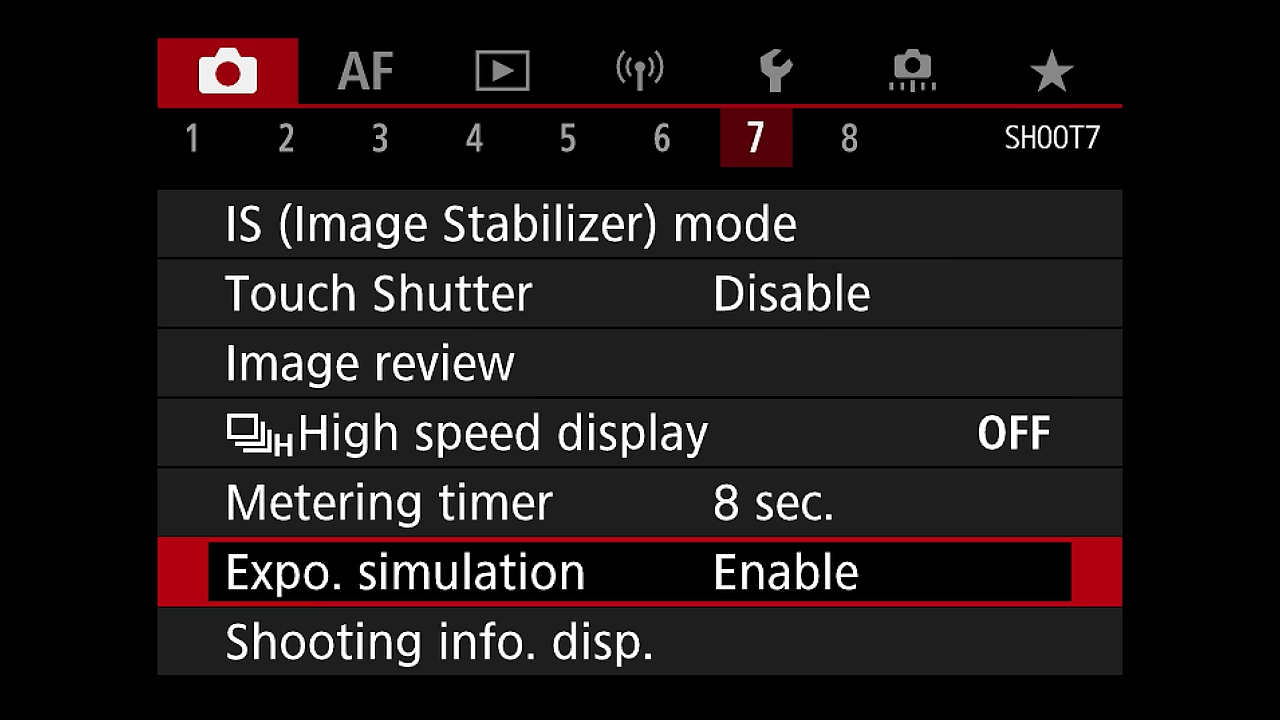 AF
1 2 3 4 5 6 7 8 SHOOT7
IS (Image Stabilizer) mode
Touch Shutter Disable
Image review
H High speed display OFF
Metering timer 8 sec.
Expo. simulation Enable
Shooting info. disp.